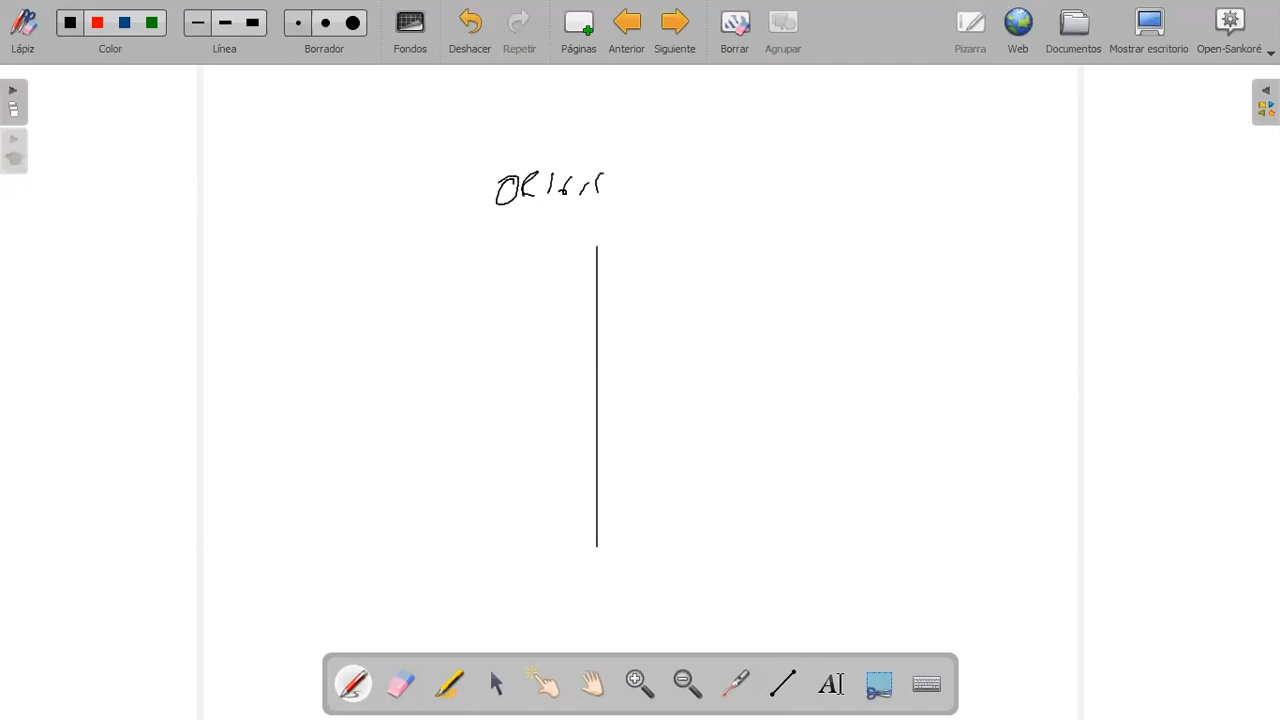 Lápiz Color Línea Borrador Fondos Deshacer Repetir Páginas Anterior Siguiente Borrar Agrupar Pizarra Web Documentos Mostrar escritorio Open-Sankoré